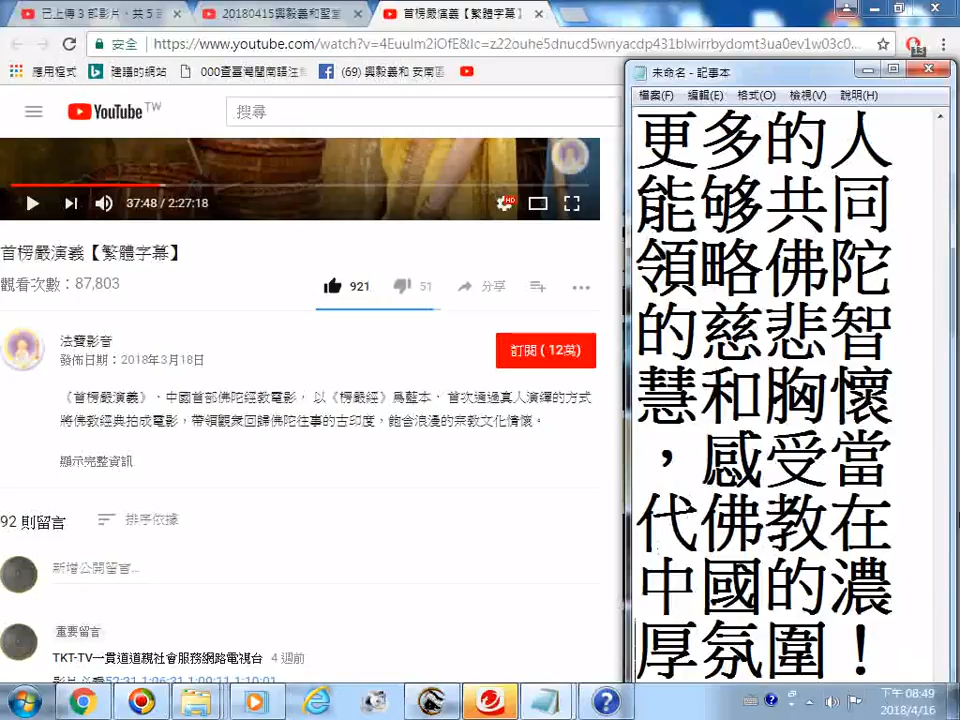 已上傳 3 部影片，共 5
20180415與毅義和聖
首楞嚴演義【繁體字幕】
安全
https://www.youtube.com/watch?v=4EuuIm2iOfE&lc=z22ouhe5dnucd5wnyacdp431blwirrbydomt3ua0ev1w03c0...
13
應用程式
建議的網站
000查臺灣閩南語注
(69) 與毅義和 安南區
YouTube TW
搜尋
37:48 / 2:27:18
HD
首楞嚴演義【繁體字幕】
觀看次數：87,803
921
51
分享
法寶影音
發佈日期：2018年3月18日
訂閱 ( 12萬)
《首楞嚴演義》、中國首部佛陀經教電影， 以《楞嚴經》為藍本， 首次通過真人演繹的方式
將佛教經典拍成電影，帶領觀衆回歸佛陀往事的古印度，飽含浪漫的宗教文化情懷。
顯示完整資訊
92 則留言
排序依據
新增公開留言...
重要留言
TKT-TV一貫道道親社會服務網路電視台 4 週前
未命名 - 記事本
檔案(F) 編輯(E) 格式(O) 檢視(V) 說明(H)
更多的人
能够共同
領略佛陀
的慈悲智
慧和胸懷
，感受當
代佛教在
中國的濃
厚氛圍！
下午 08:49
2018/4/16